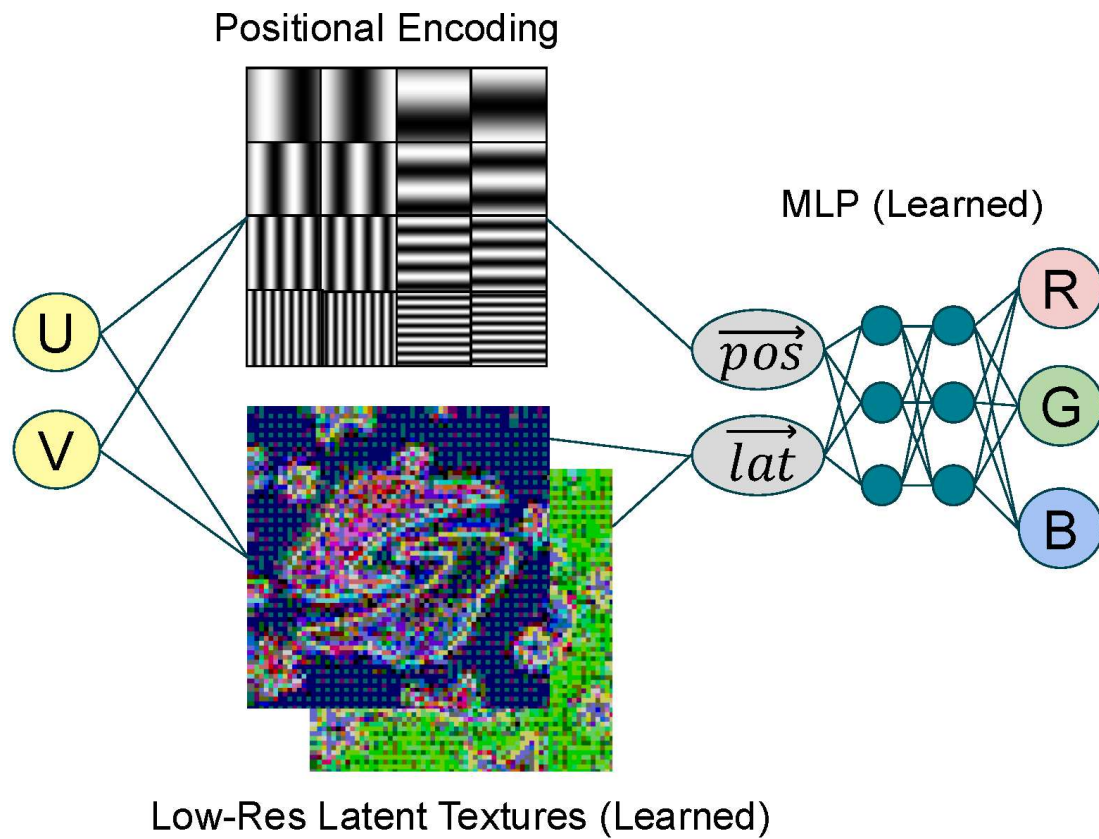 Positional Encoding
MLP (Learned)
U
V
pos
lat
R
G
B
Low-Res Latent Textures (Learned)